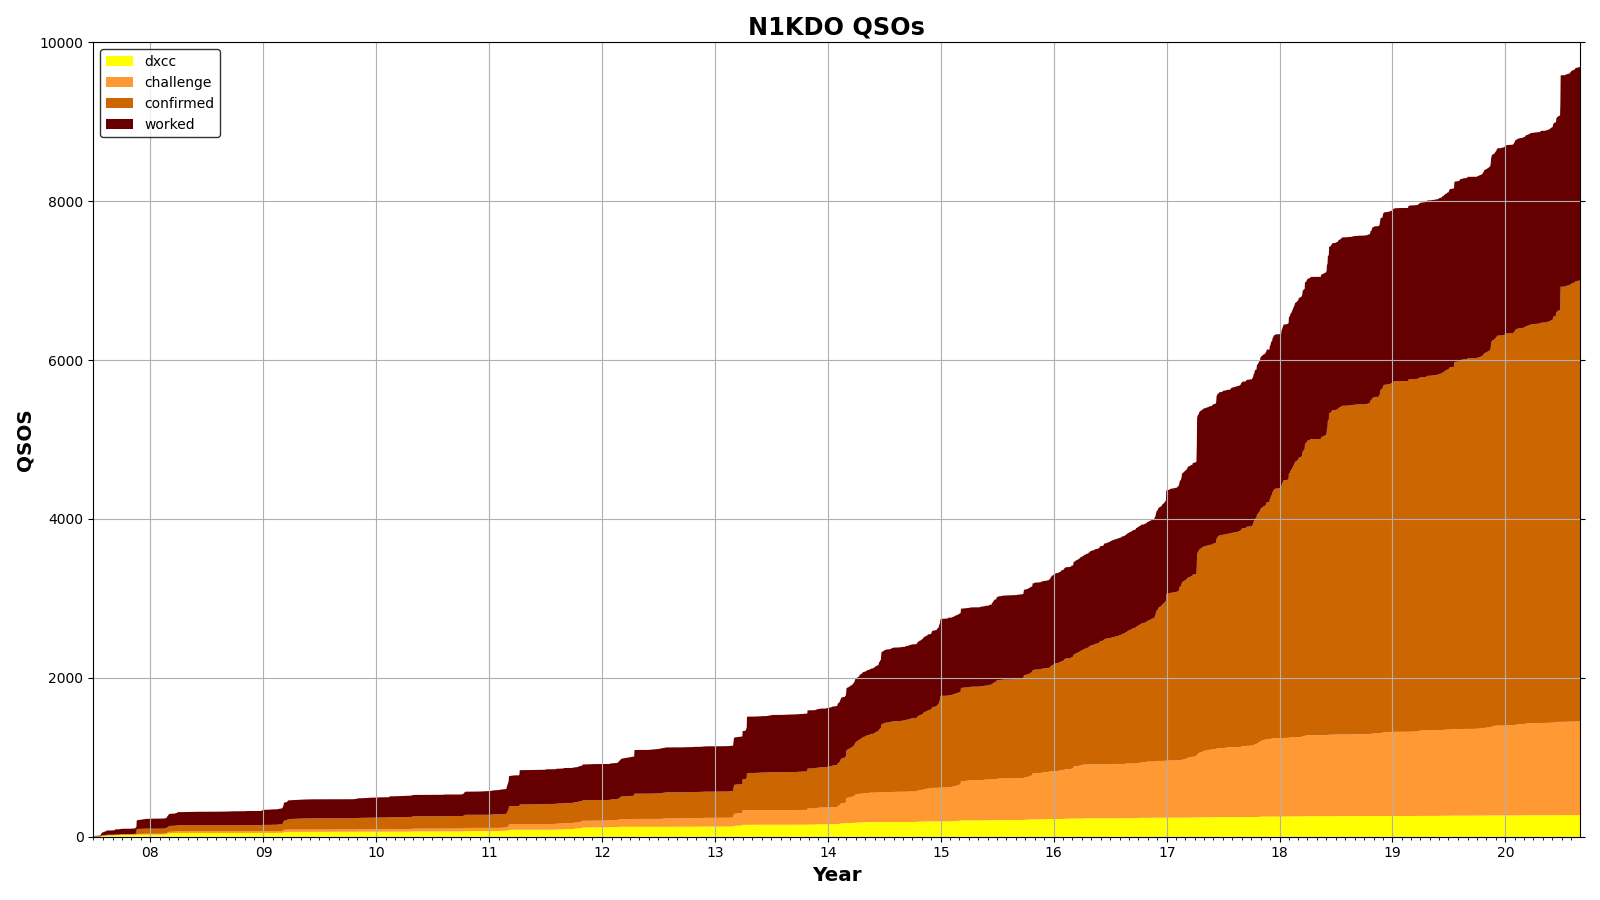 N1KDO QSOs
10000
8000
6000
4000
2000
0
dxcc
challenge
confirmed
worked
QSOS
08 09 10 11 12 13 14 15 16 17 18 19 20
Year